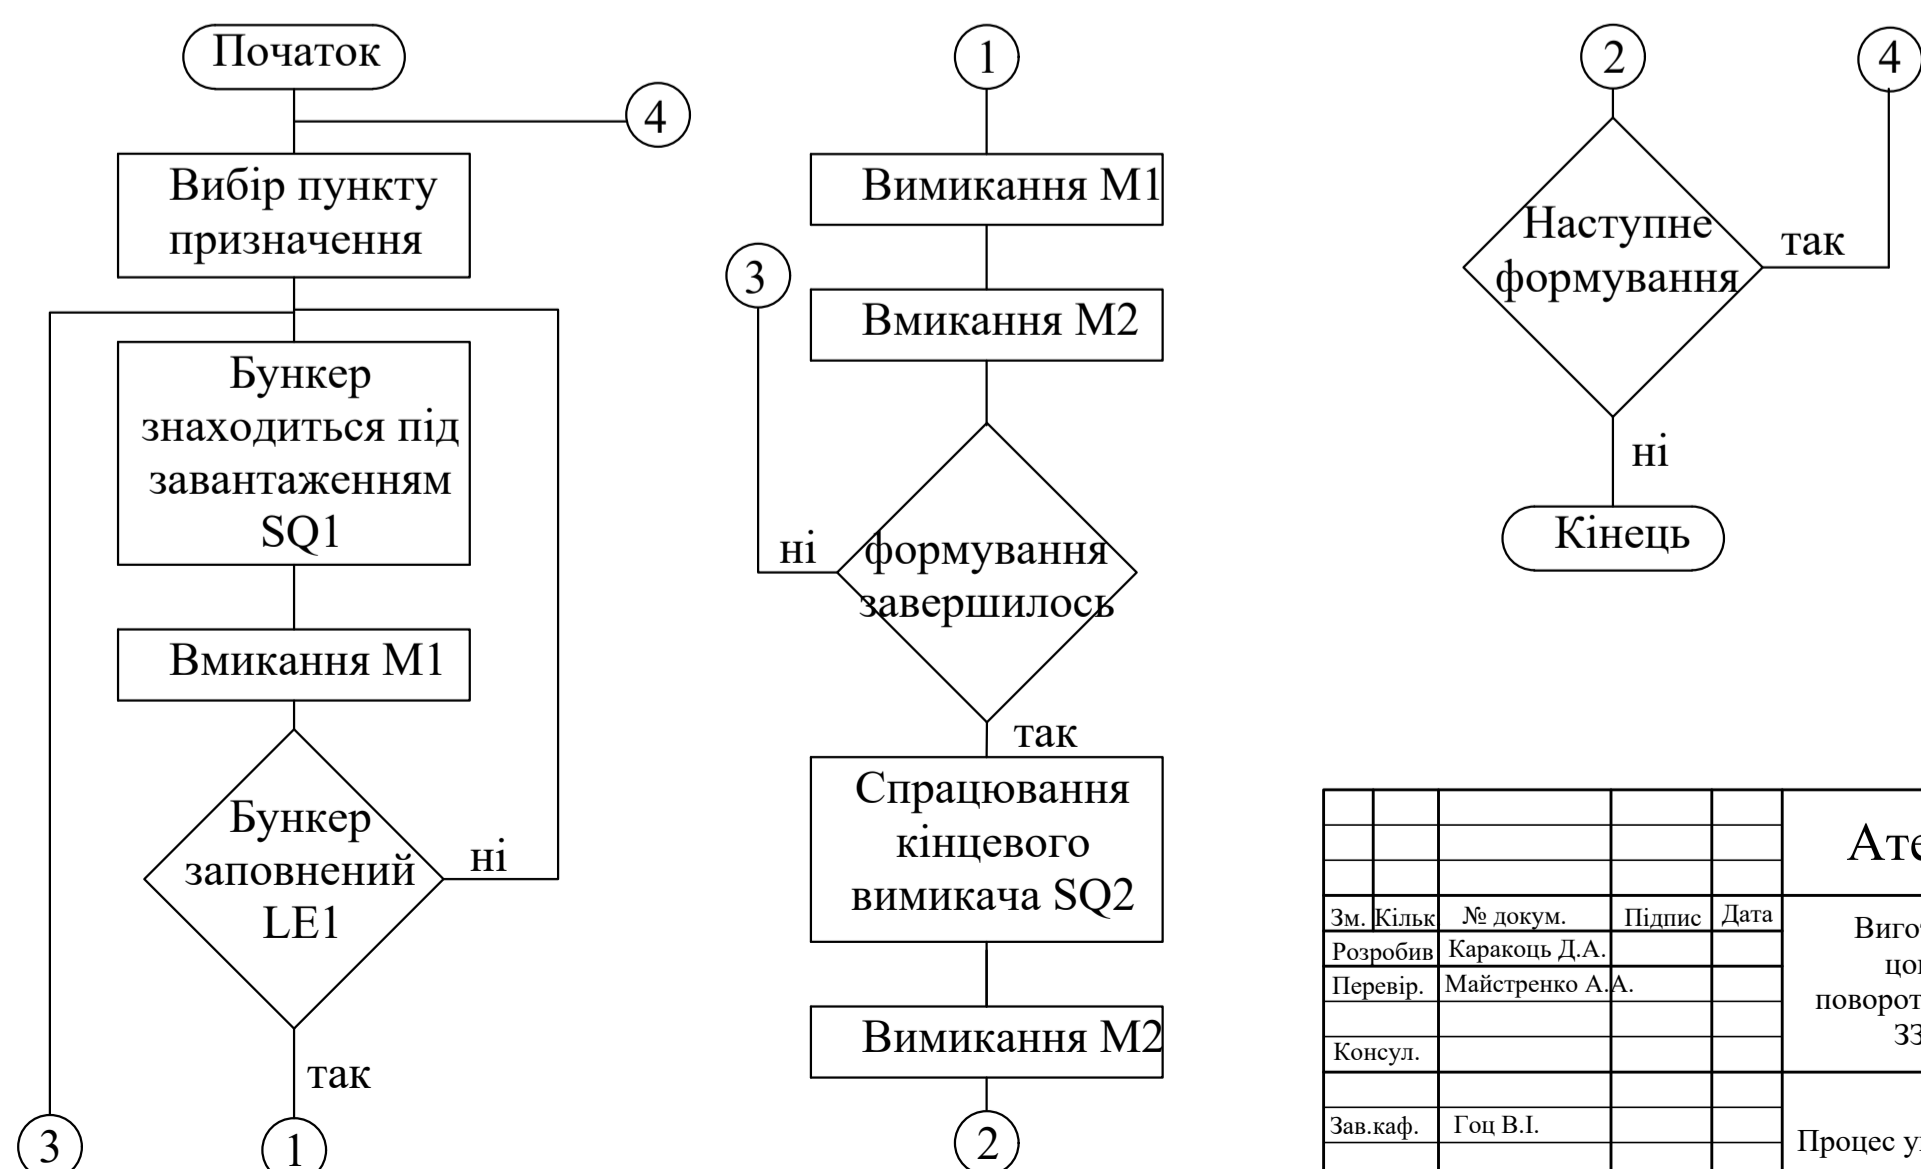 Початок
4
Вибір пункту
призначення
Бункер
знаходиться під
завантаженням
SQ1
Вмикання М1
Бункер
заповнений
LE1
ні
так
3
1
1
Вимикання М1
3
Вмикання М2
формування
завершилось
ні
так
Спрацювання
кінцевого
вимикача SQ2
Вимикання М2
2
2
4
Наступне
формування
так
ні
Кінець
Зм. Кільк № докум. Підпис Дата
Розробив Каракоць Д.А.
Перевір. Майстренко А.А.
Консул.
Зав.каф. Гоц В.І.
Процес